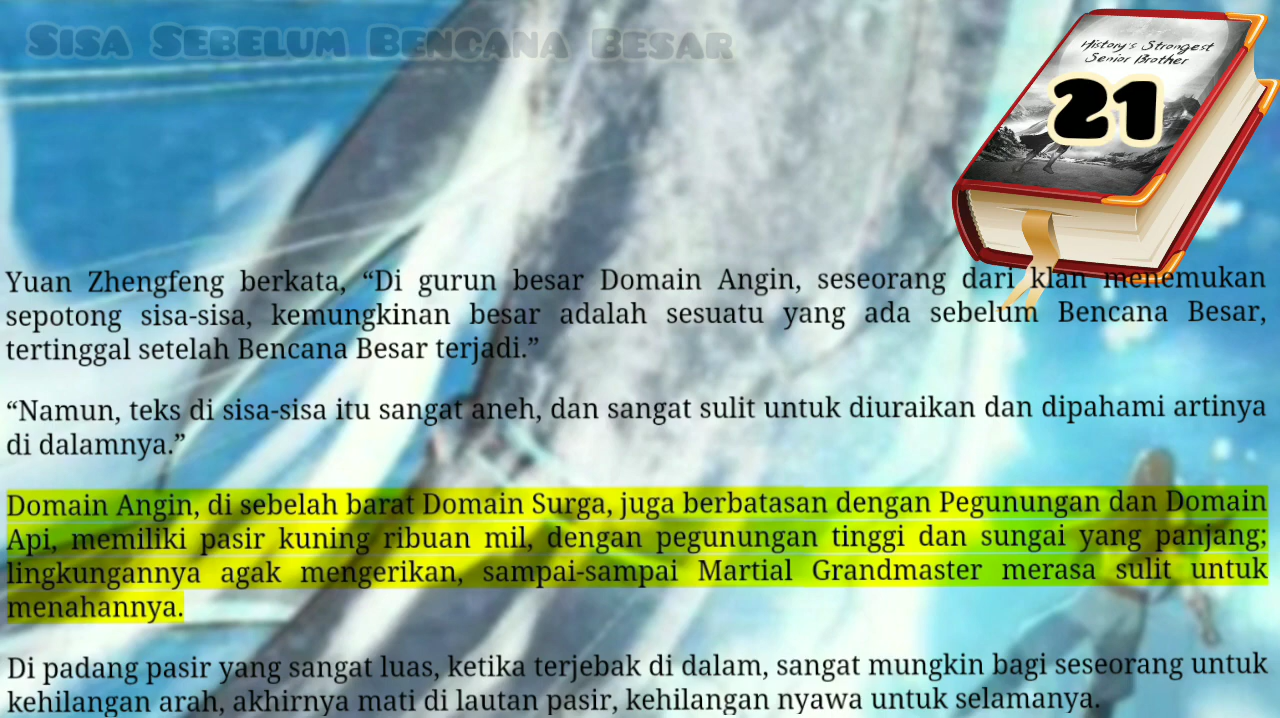 Sisa Sebelum Bencana Besar
History's Strongest
Senior Brother
21
Yuan Zhengfeng berkata, “Di gurun besar Domain Angin, seseorang dari klan menemukan
sepotong sisa-sisa, kemungkinan besar adalah sesuatu yang ada sebelum Bencana Besar,
tertinggal setelah Bencana Besar terjadi.”
“Namun, teks di sisa-sisa itu sangat aneh, dan sangat sulit untuk diuraikan dan dipahami artinya
di dalamnya.”
Domain Angin, di sebelah barat Domain Surga, juga berbatasan dengan Pegunungan dan Domain
Api, memiliki pasir kuning ribuan mil, dengan pegunungan tinggi dan sungai yang panjang;
lingkungannya agak mengerikan, sampai-sampai Martial Grandmaster merasa sulit untuk
menahannya.
Di padang pasir yang sangat luas, ketika terjebak di dalam, sangat mungkin bagi seseorang untuk
kehilangan arah, akhirnya mati di lautan pasir, kehilangan nyawa untuk selamanya.